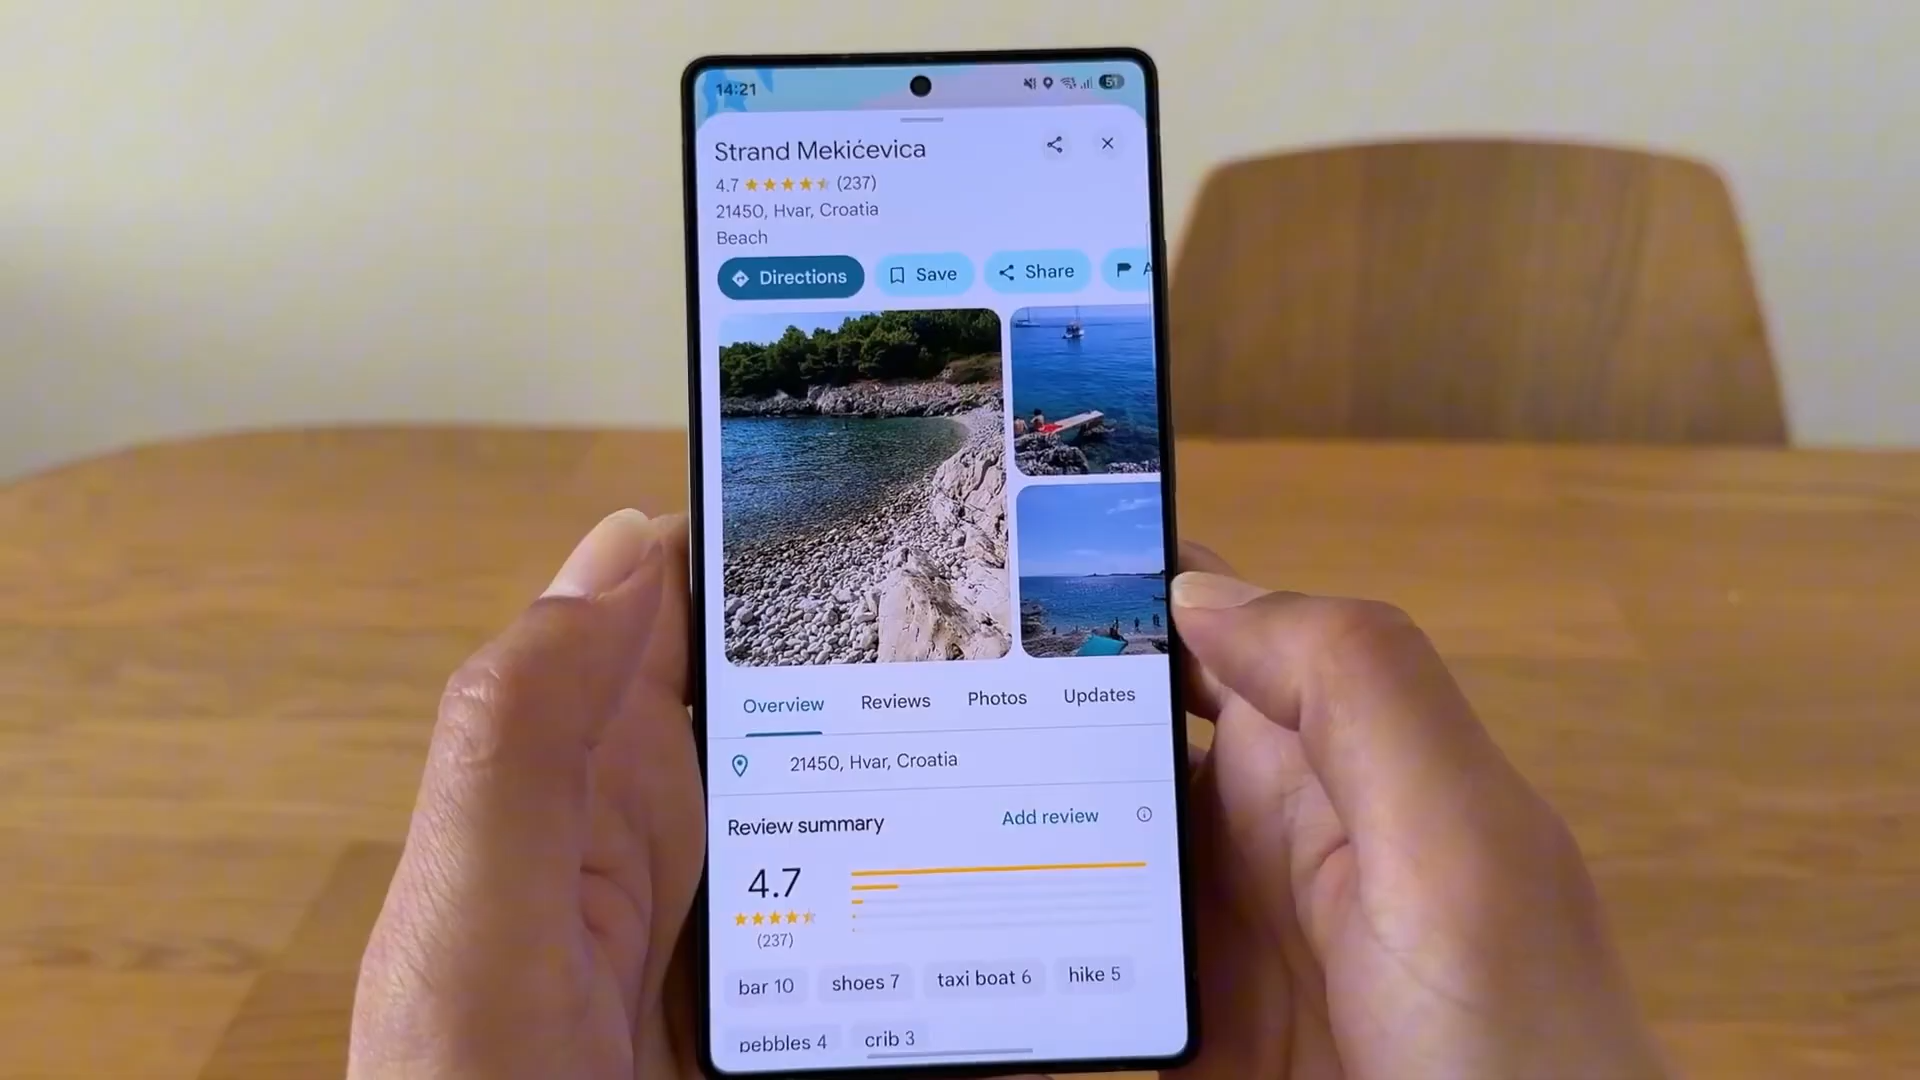 14:21
51
Strand Mekićevica
4.7 (237)
21450, Hvar, Croatia
Beach
Directions Save Share A
Overview Reviews Photos Updates
21450, Hvar, Croatia
Review summary Add review
4.7
(237)
bar 10 shoes 7 taxi boat 6 hike 5
pebbles 4 crib 3